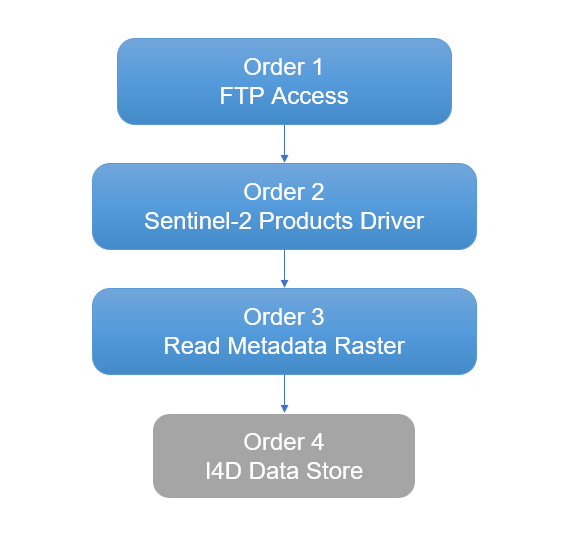 Order 1
FTP Access
Order 2
Sentinel-2 Products Driver
Order 3
Read Metadata Raster
Order 4
I4D Data Store